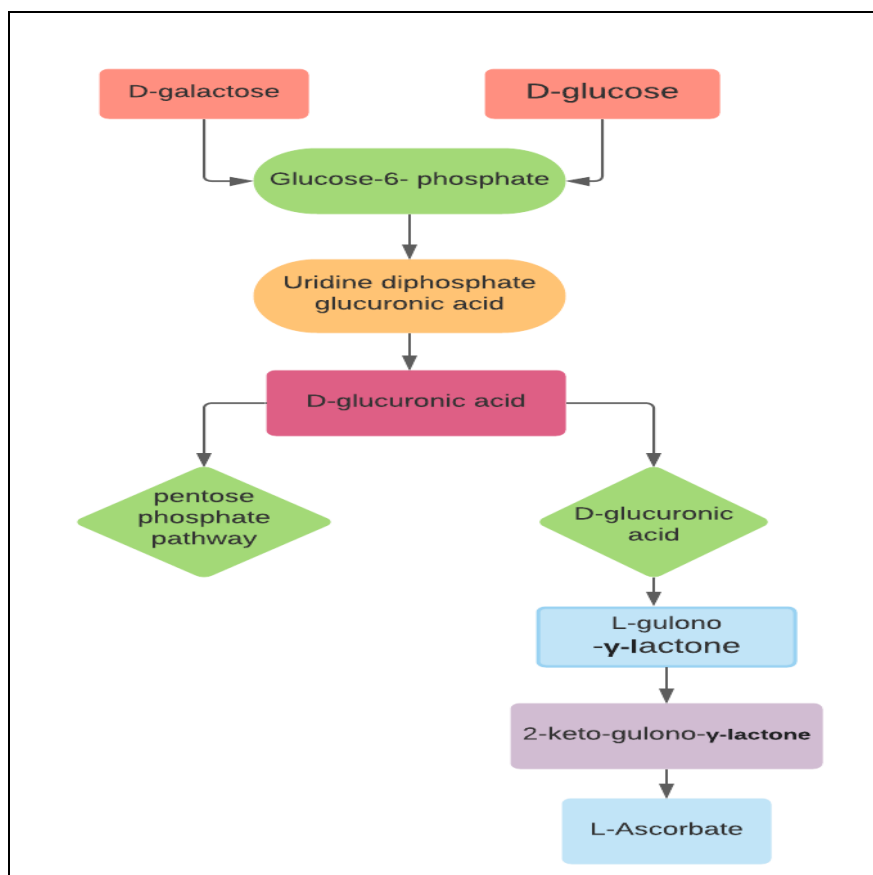 D-galactose
D-glucose
Glucose-6- phosphate
Uridine diphosphate
glucuronic acid
D-glucuronic acid
pentose
phosphate
pathway
D-glucuronic
acid
L-gulono
-γ-lactone
2-keto-gulono-γ-lactone
L-Ascorbate